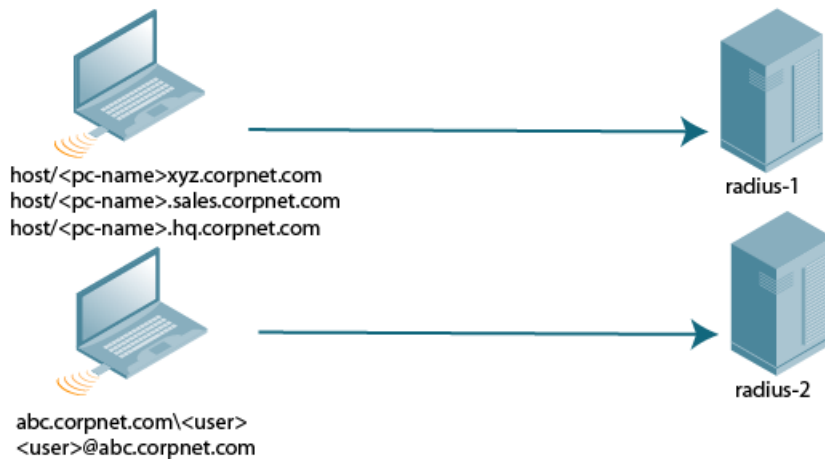 host/<pc-name>xyz.corpnet.com
host/<pc-name>.sales.corpnet.com
host/<pc-name>.hq.corpnet.com
radius-1
abc.corpnet.com\<user>
<user>@abc.corpnet.com
radius-2